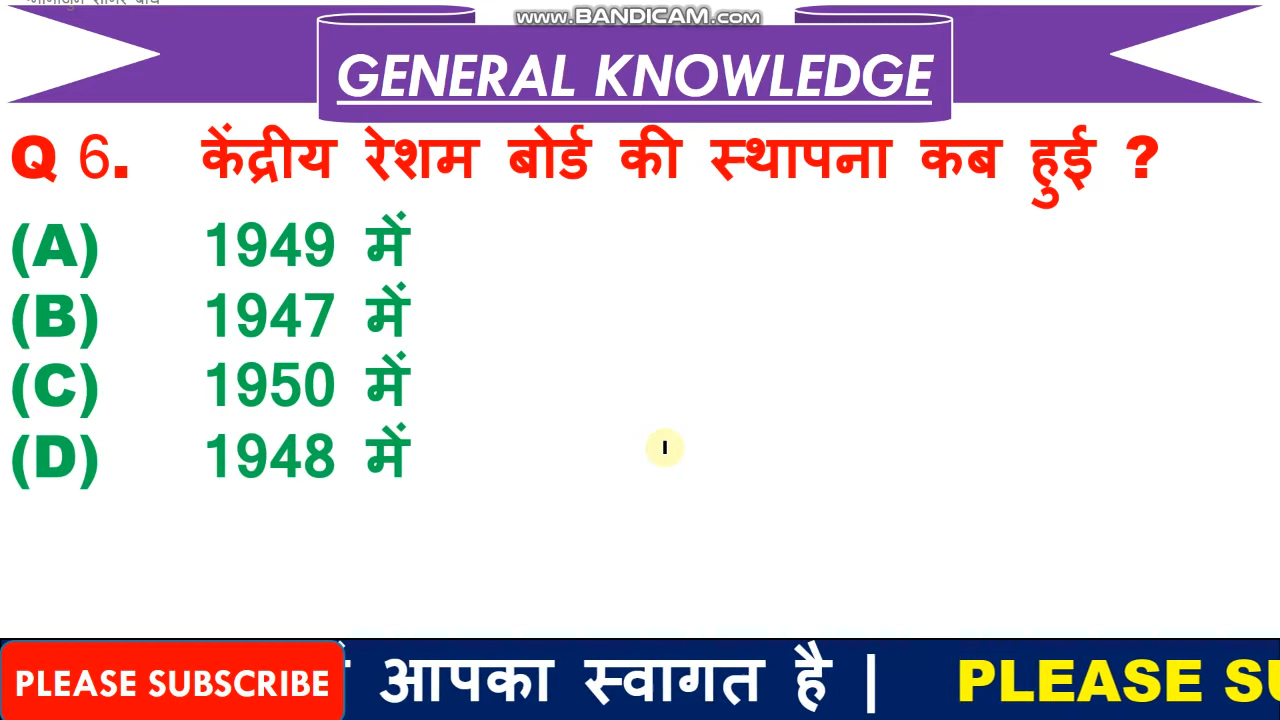 www.BANDICAM.com
GENERAL KNOWLEDGE
Q 6. केंद्रीय रेशम बोर्ड की स्थापना कब हुई ?
(A) 1949 में
(B) 1947 में
(C) 1950 में
(D) 1948 में
PLEASE SUBSCRIBE आपका स्वागत है | PLEASE SU